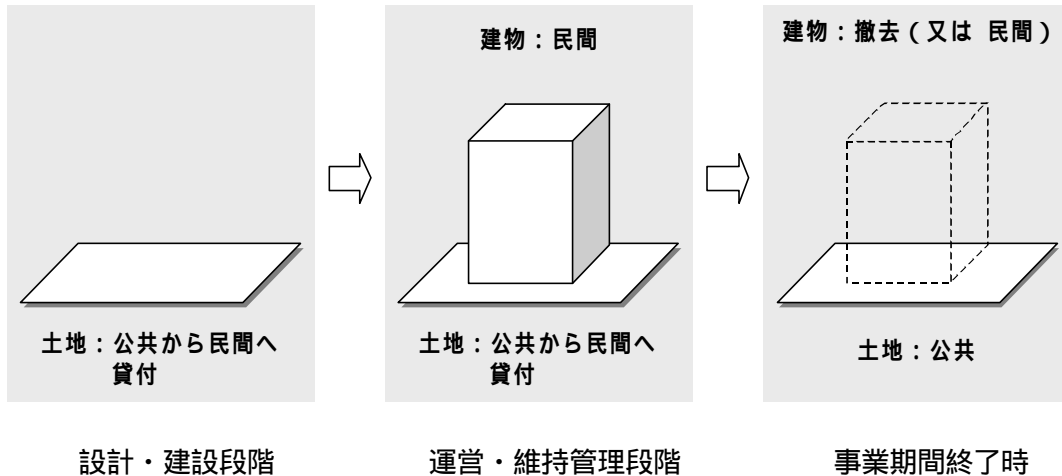 建物：民間
建物：撤去（又は 民間）
土地：公共から民間へ
貸付
土地：公共から民間へ
貸付
土地：公共
設計・建設段階
運営・維持管理段階
事業期間終了時